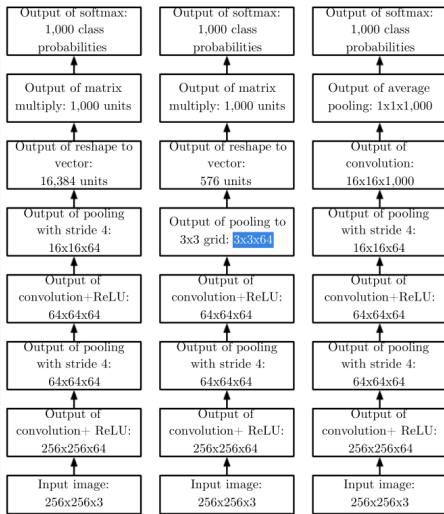 Output of softmax:
1,000 class
probabilities
Output of matrix
multiply: 1,000 units
Output of reshape to
vector:
16,384 units
Output of pooling
with stride 4:
16x16x64
Output of
convolution+ReLU:
64x64x64
Output of pooling
with stride 4:
64x64x64
Output of
convolution+ ReLU:
256x256x64
Input image:
256x256x3
Output of softmax:
1,000 class
probabilities
Output of matrix
multiply: 1,000 units
Output of reshape to
vector:
576 units
Output of pooling to
3x3 grid: 3x3x64
Output of
convolution+ReLU:
64x64x64
Output of pooling
with stride 4:
64x64x64
Output of
convolution+ ReLU:
256x256x64
Input image:
256x256x3
Output of softmax:
1,000 class
probabilities
Output of average
pooling: 1x1x1,000
Output of
convolution:
16x16x1,000
Output of pooling
with stride 4:
16x16x64
Output of
convolution+ReLU:
64x64x64
Output of pooling
with stride 4:
64x64x64
Output of
convolution+ ReLU:
256x256x64
Input image:
256x256x3